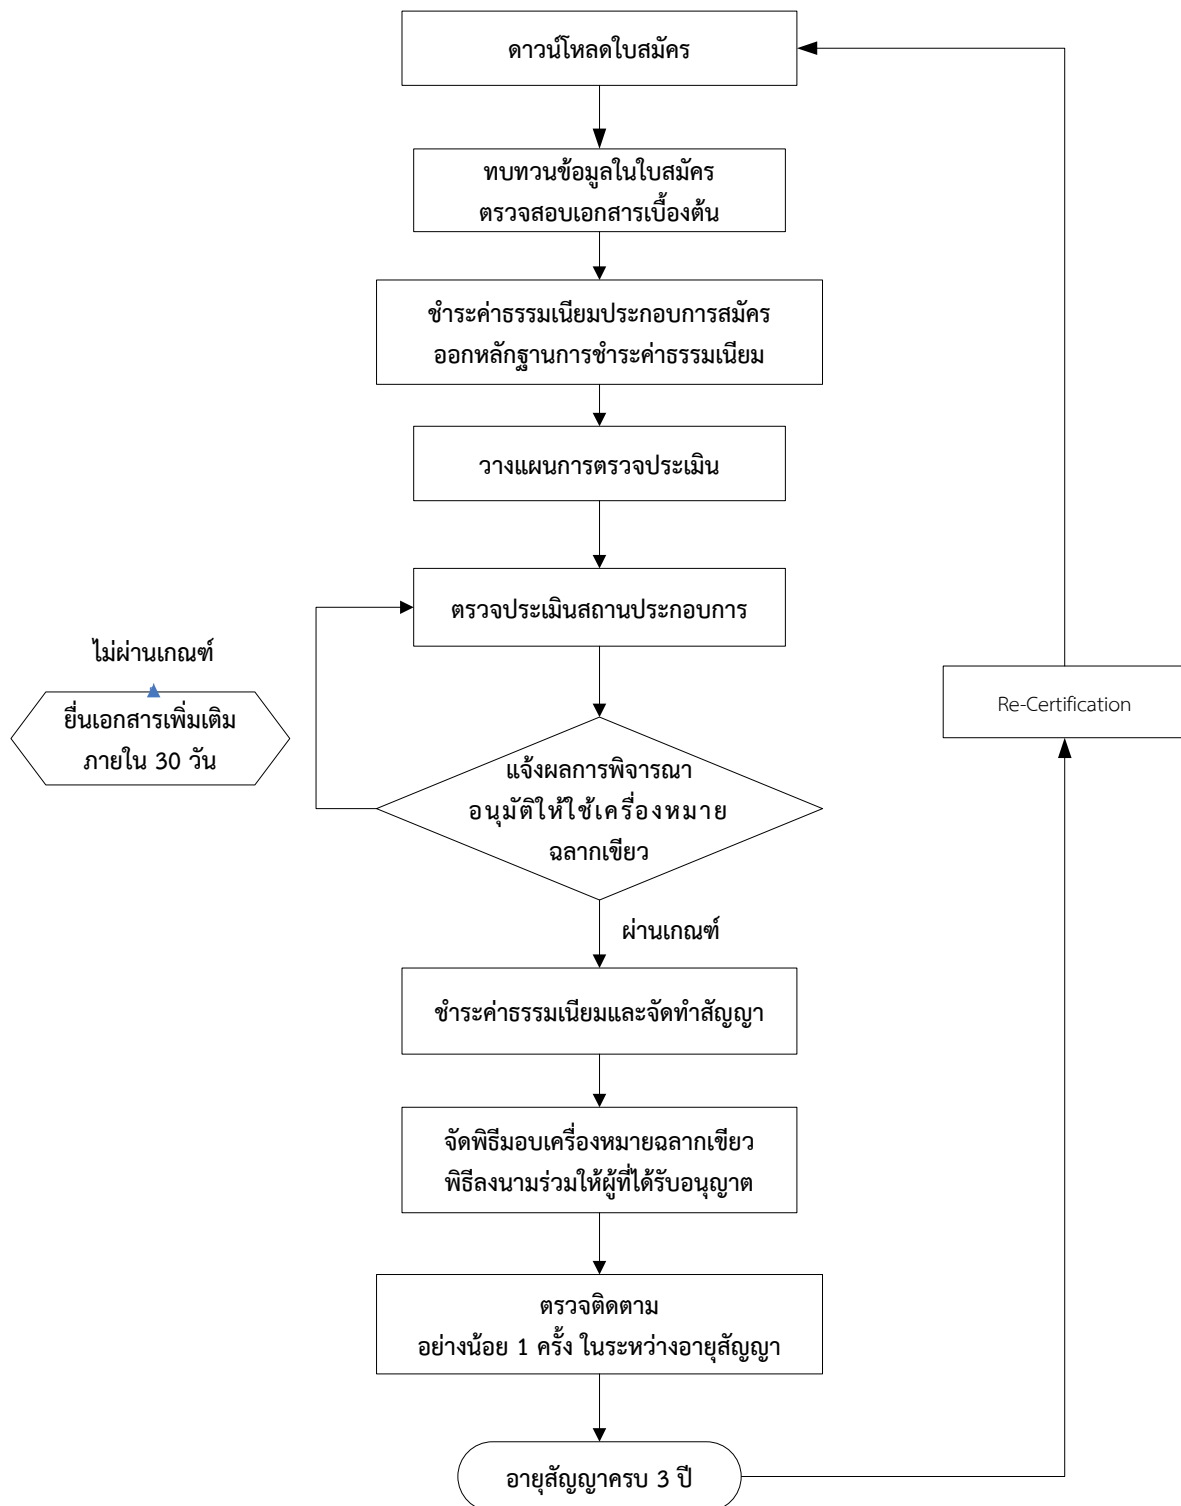 ดาวน์โหลดใบสมัคร
ทบทวนข้อมูลในใบสมัคร
ตรวจสอบเอกสารเบื้องต้น
ชำระค่าธรรมเนียมประกอบการสมัคร
ออกหลักฐานการชำระค่าธรรมเนียม
วางแผนการตรวจประเมิน
ตรวจประเมินสถานประกอบการ
ไม่ผ่านเกณฑ์
ยื่นเอกสารเพิ่มเติม
ภายใน 30 วัน
Re-Certification
แจ้งผลการพิจารณา
อนุมัติให้ใช้เครื่องหมาย
ฉลากเขียว
ผ่านเกณฑ์
ชำระค่าธรรมเนียมและจัดทำสัญญา
จัดพิธีมอบเครื่องหมายฉลากเขียว
พิธีลงนามร่วมให้ผู้ที่ได้รับอนุญาต
ตรวจติดตาม
อย่างน้อย 1 ครั้ง ในระหว่างอายุสัญญา
อายุสัญญาครบ 3 ปี